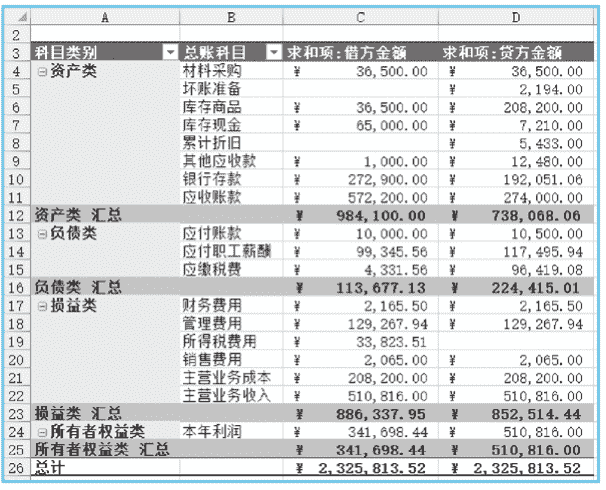 A B C D
2
3 科目类别 总账科目 求和项:借方金额 求和项:贷方金额
4 资产类 材料采购 ¥ 36,500.00 ¥ 36,500.00
5 坏账准备 ¥ 2,194.00
6 库存商品 ¥ 36,500.00 ¥ 208,200.00
7 库存现金 ¥ 65,000.00 ¥ 7,210.00
8 累计折旧 ¥ 5,433.00
9 其他应收款 ¥ 1,000.00 ¥ 12,480.00
10 银行存款 ¥ 272,900.00 ¥ 192,051.06
11 应收账款 ¥ 572,200.00 ¥ 274,000.00
12 资产类 汇总 ¥ 984,100.00 ¥ 738,068.06
13 负债类 应付账款 ¥ 10,000.00 ¥ 10,500.00
14 应付职工薪酬 ¥ 99,345.56 ¥ 117,495.94
15 应缴税费 ¥ 4,331.56 ¥ 96,419.08
16 负债类 汇总 ¥ 113,677.13 ¥ 224,415.01
17 损益类 财务费用 ¥ 2,165.50 ¥ 2,165.50
18 管理费用 ¥ 129,267.94 ¥ 129,267.94
19 所得税费用 ¥ 33,823.51
20 销售费用 ¥ 2,065.00 ¥ 2,065.00
21 主营业务成本 ¥ 208,200.00 ¥ 208,200.00
22 主营业务收入 ¥ 510,816.00 ¥ 510,816.00
23 损益类 汇总 ¥ 886,337.95 ¥ 852,514.44
24 所有者权益类 本年利润 ¥ 341,698.44 ¥ 510,816.00
25 所有者权益类 汇总 ¥ 341,698.44 ¥ 510,816.00
26 总计 ¥ 2,325,813.52 ¥ 2,325,813.52